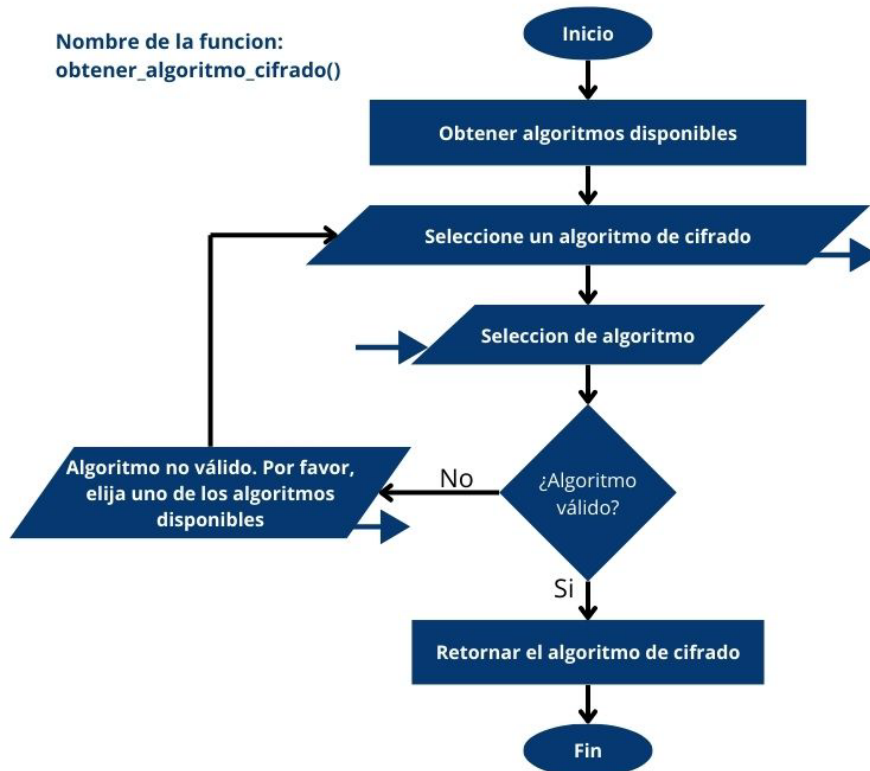 Nombre de la funcion:
obtener_algoritmo_cifrado()
Inicio
Obtener algoritmos disponibles
Seleccione un algoritmo de cifrado
Seleccion de algoritmo
¿Algoritmo
válido?
No
Algoritmo no válido. Por favor,
elija uno de los algoritmos
disponibles
Si
Retornar el algoritmo de cifrado
Fin